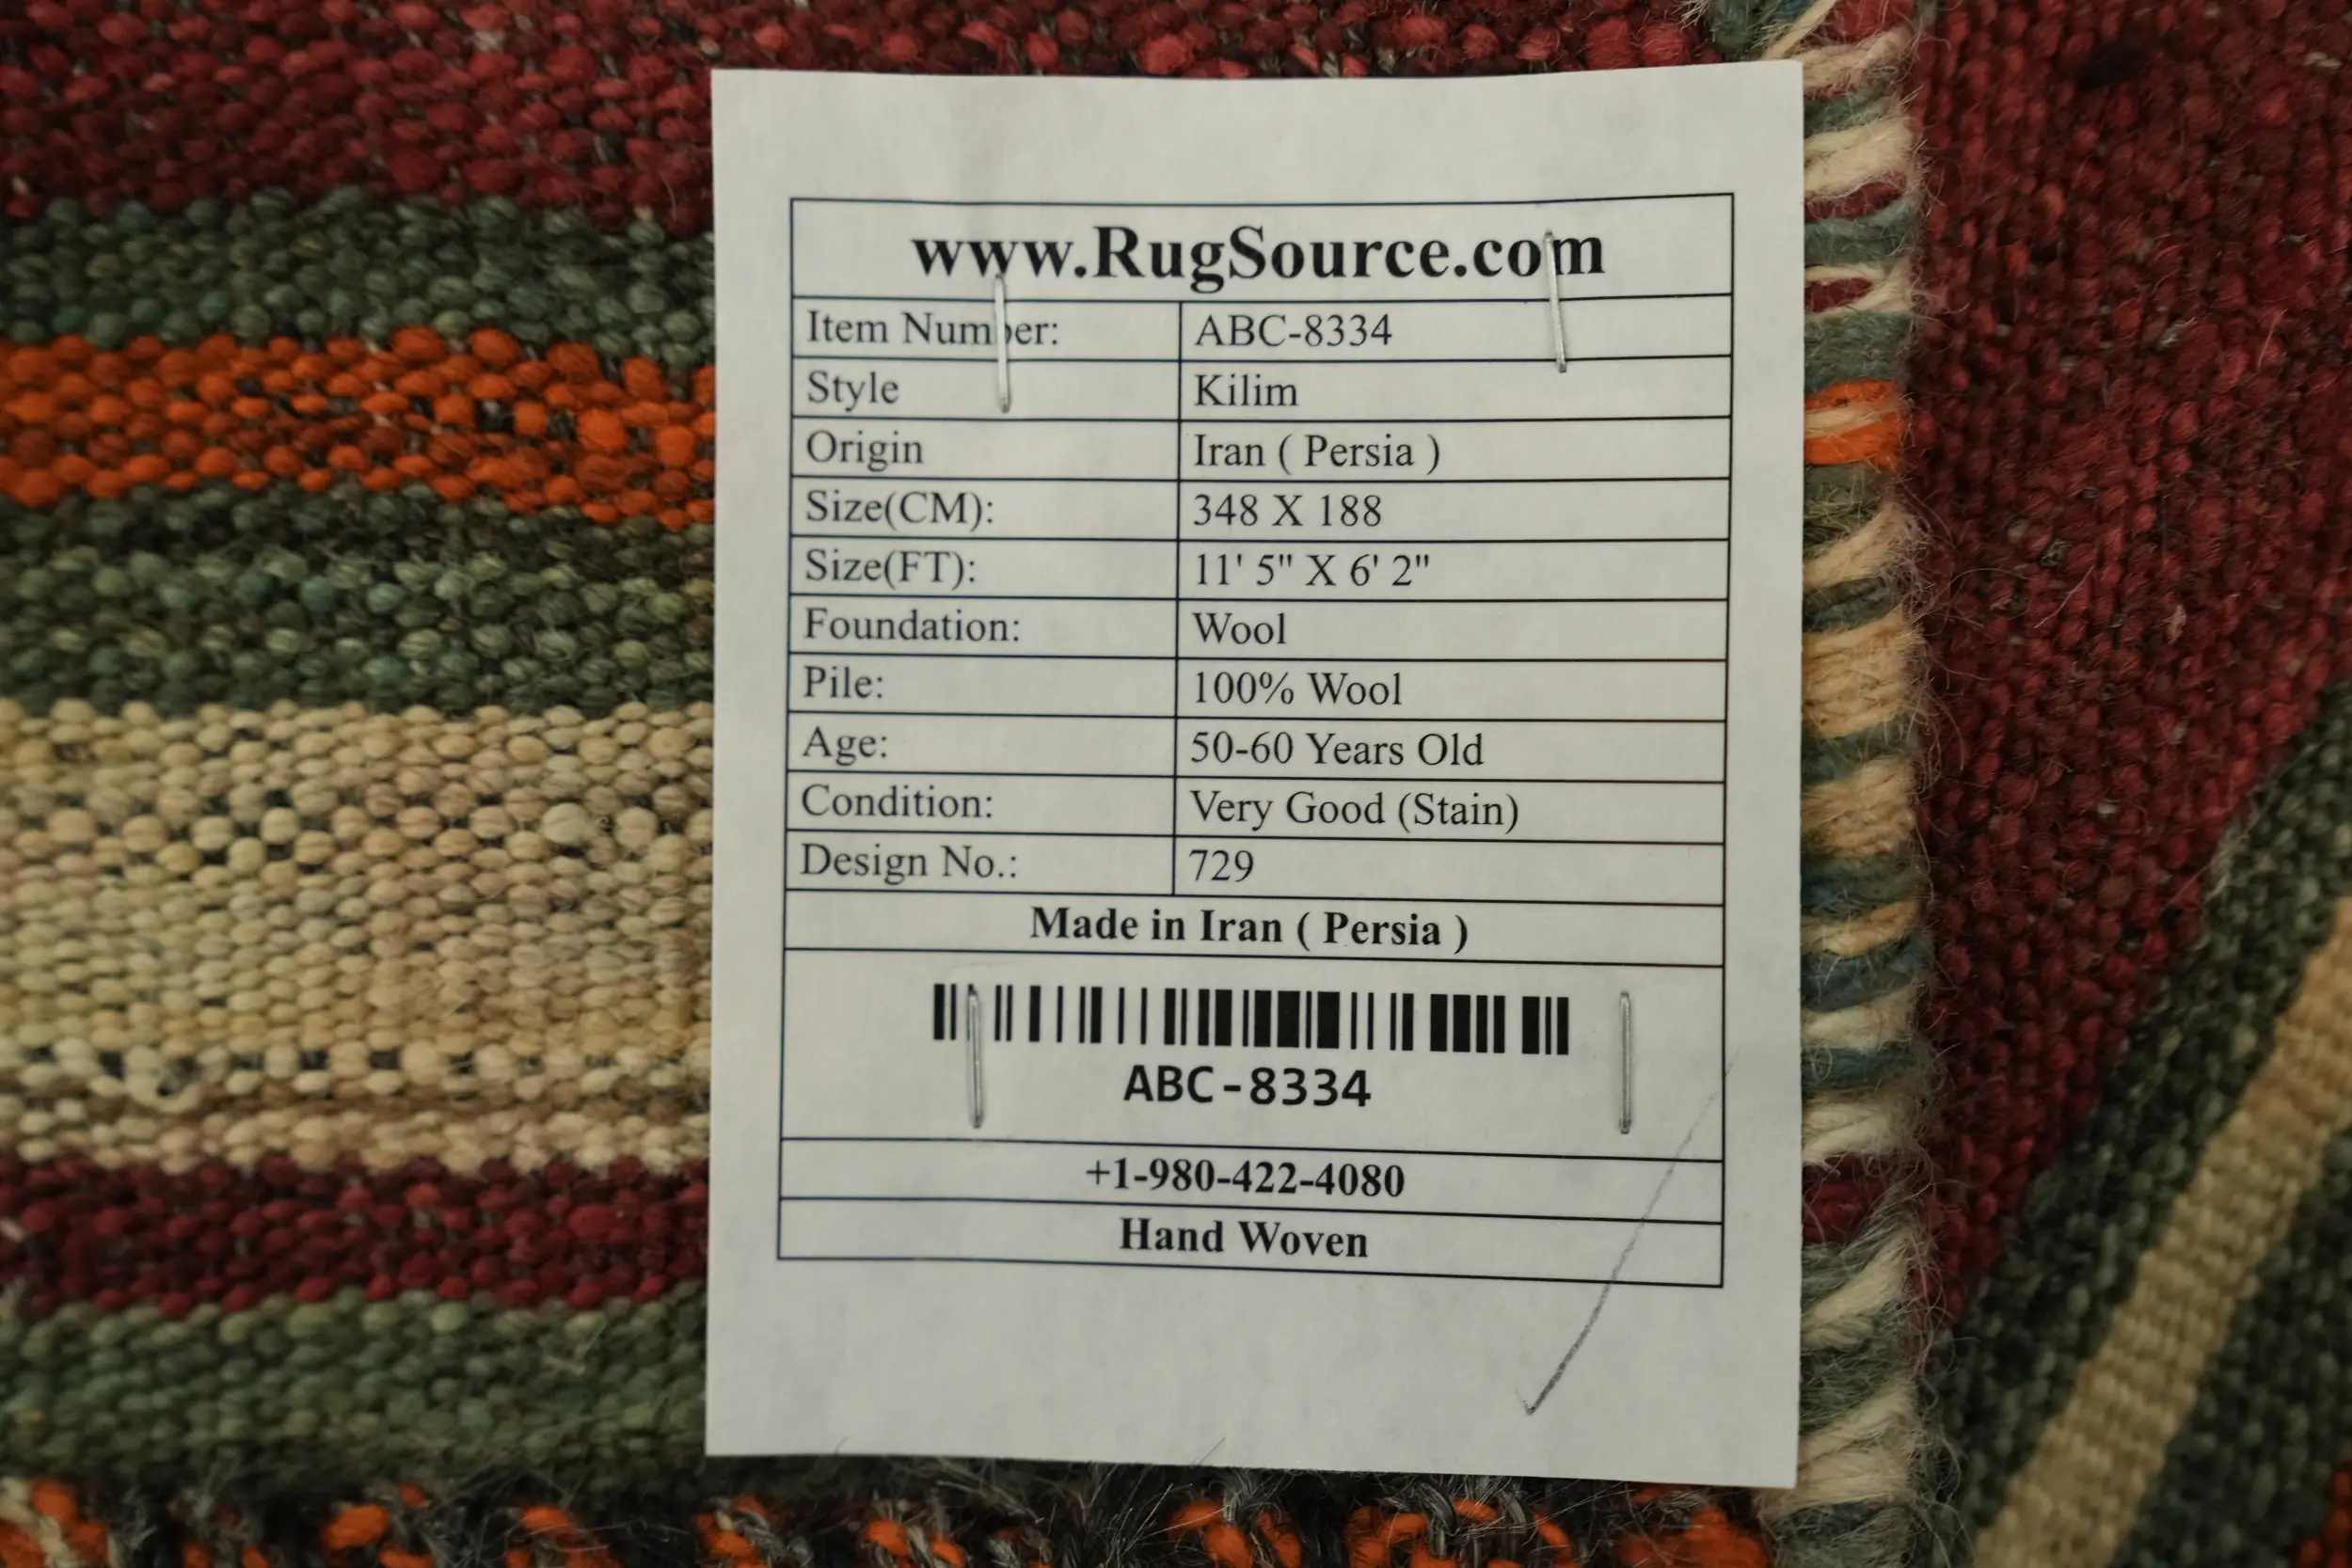 www.RugSource.com
Item Number: ABC-8334
Style Kilim
Origin Iran ( Persia )
Size(CM): 348 X 188
Size(FT): 11' 5" X 6' 2"
Foundation: Wool
Pile: 100% Wool
Age: 50-60 Years Old
Condition: Very Good (Stain)
Design No.: 729
Made in Iran ( Persia )
ABC-8334
+1-980-422-4080
Hand Woven